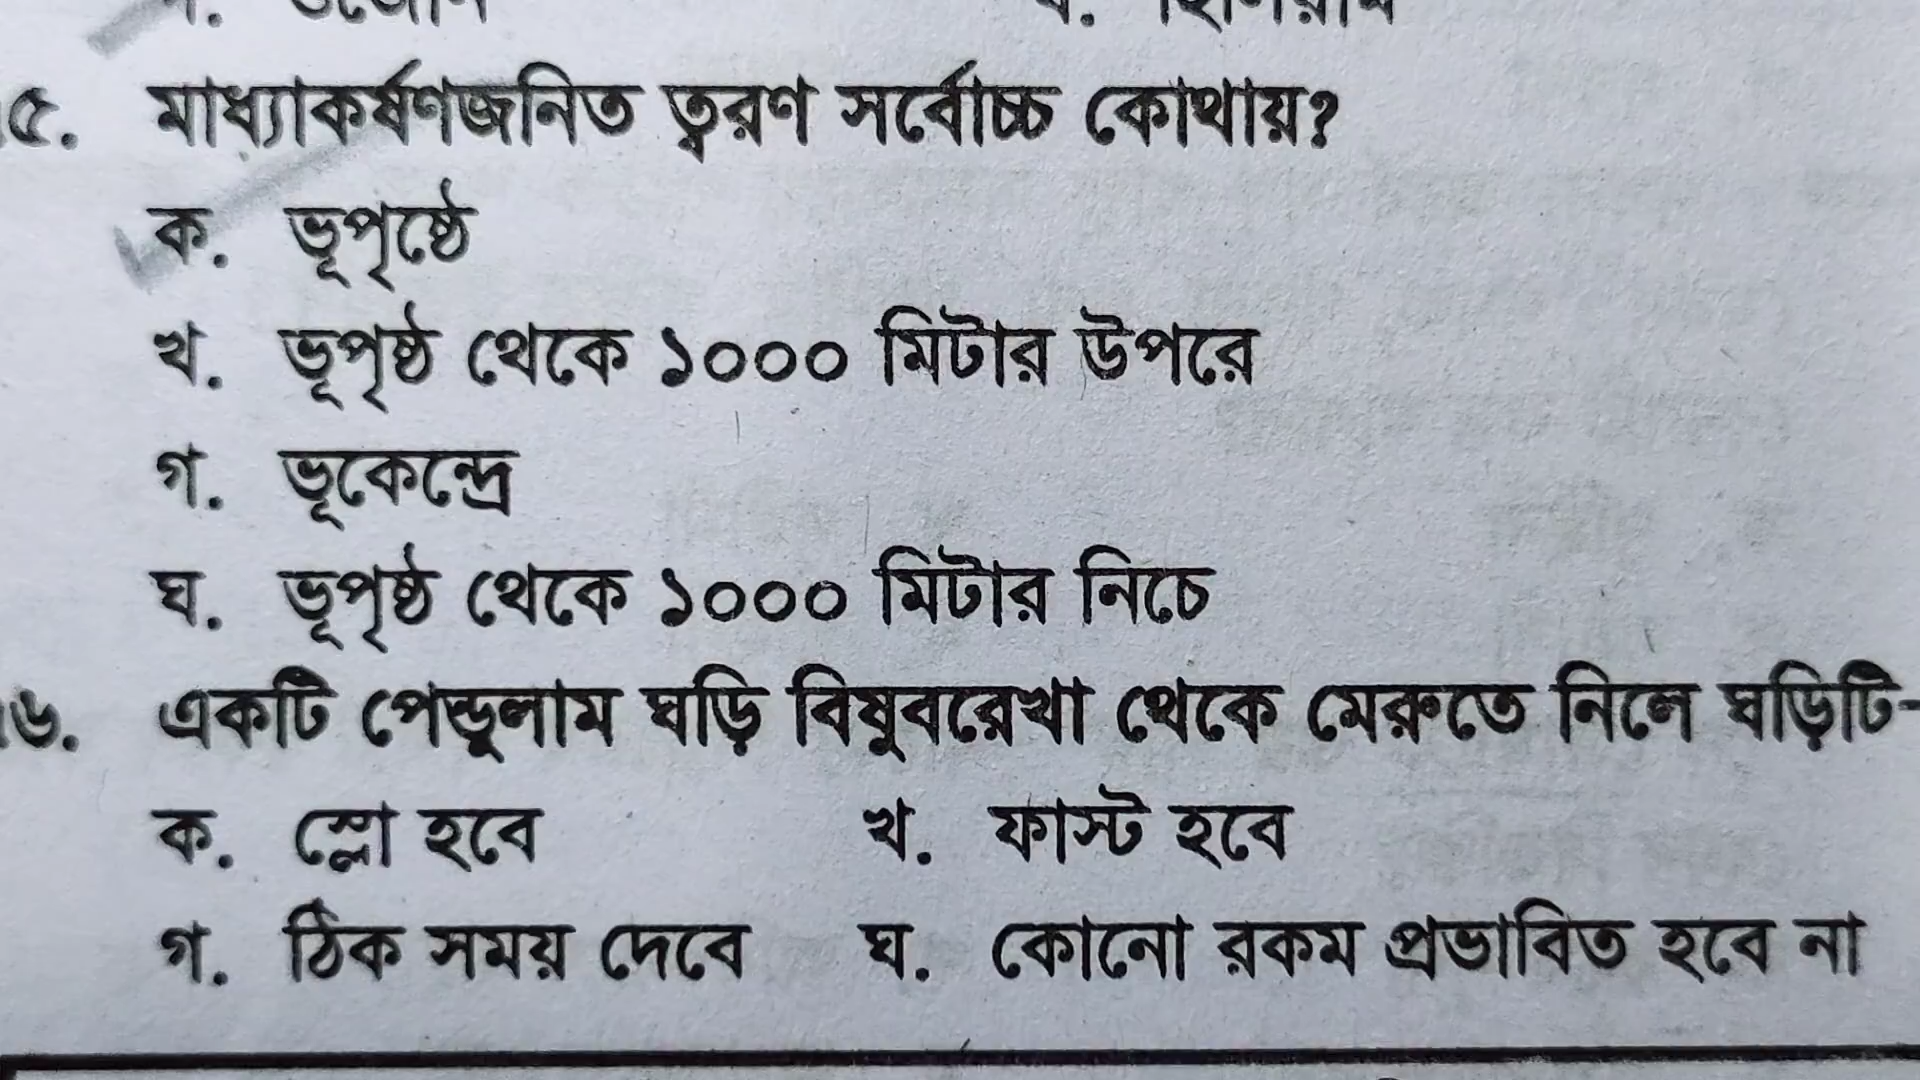 ৫. মাধ্যাকর্ষণজনিত ত্বরণ সর্বোচ্চ কোথায়?
ক. ভূপৃষ্ঠে
খ. ভূপৃষ্ঠ থেকে ১০০০ মিটার উপরে
গ. ভূকেন্দ্রে
ঘ. ভূপৃষ্ঠ থেকে ১০০০ মিটার নিচে
৬. একটি পেন্ডুলাম ঘড়ি বিষুবরেখা থেকে মেরুতে নিলে ঘড়িটি-
ক. স্লো হবে খ. ফাস্ট হবে
গ. ঠিক সময় দেবে ঘ. কোনো রকম প্রভাবিত হবে না